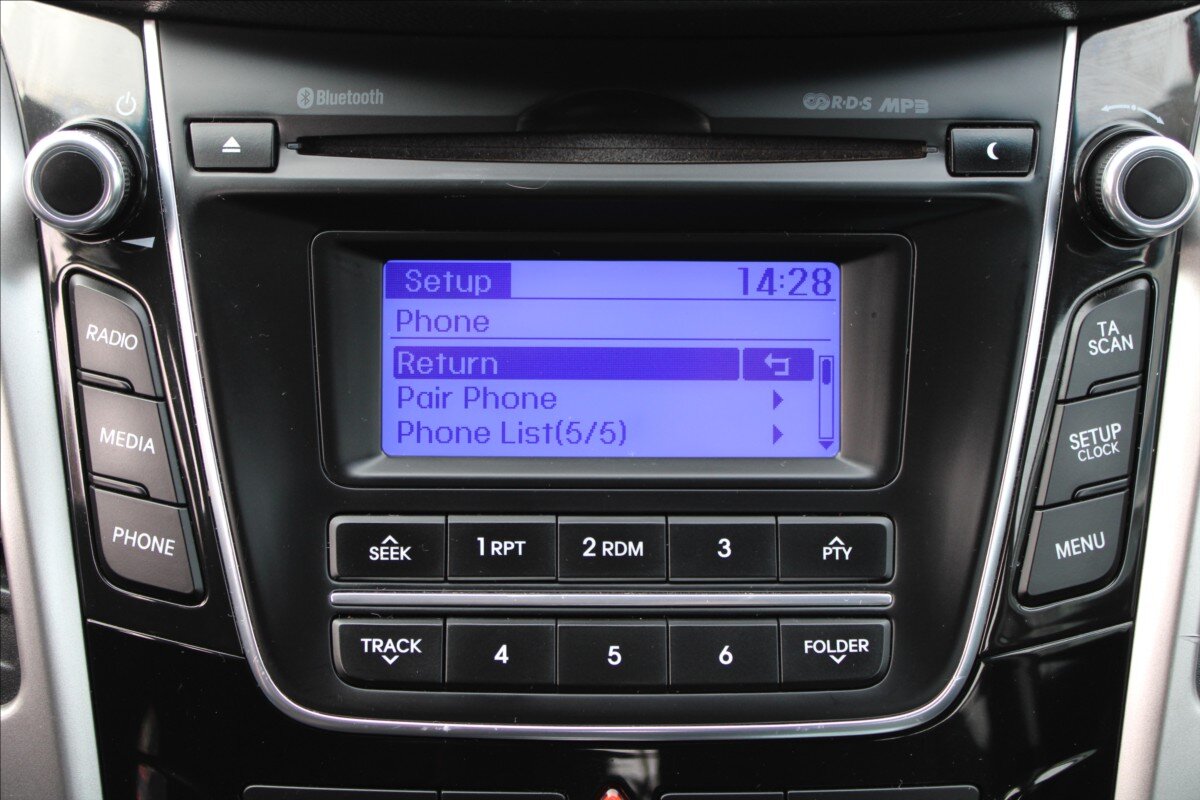 Bluetooth
R·D·S MP3
Setup 14:28
Phone
Return
Pair Phone
Phone List(5/5)
RADIO
MEDIA
PHONE
TA
SCAN
SETUP
CLOCK
MENU
SEEK 1 RPT 2 RDM 3 PTY
TRACK 4 5 6 FOLDER